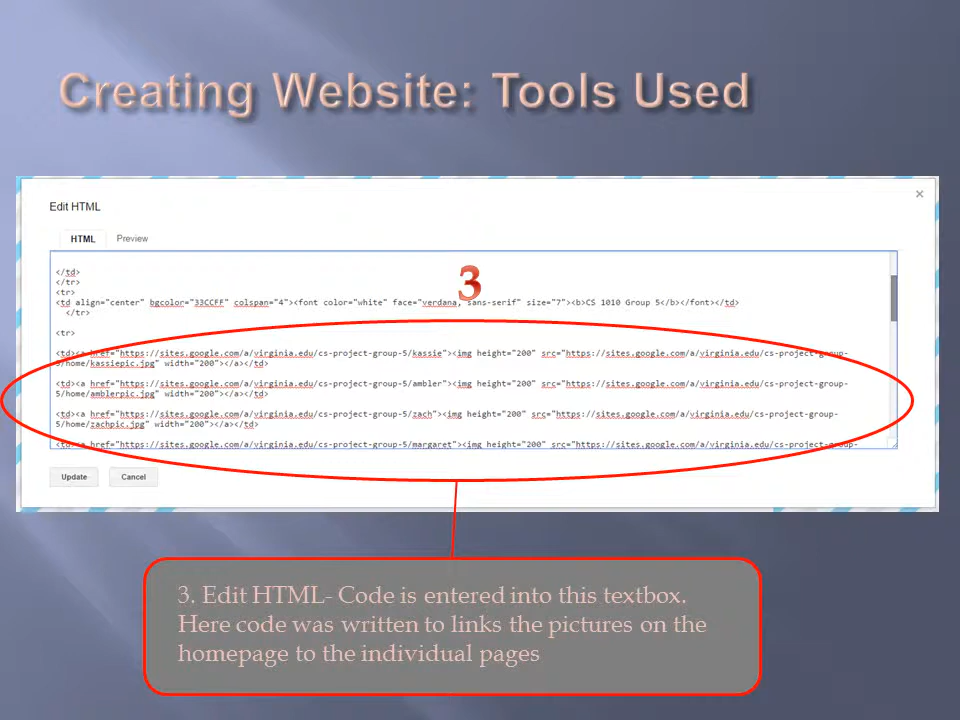 Creating Website: Tools Used
Edit HTML
HTML Preview
</td>
</tr>
<tr>
3
<td align="center" bgcolor="33CCFF" colspan="4"><font color="white" face="verdana, sans-serif" size="7"><b>CS 1010 Group 5</b></font></td>
</tr>
<tr>
<td><a href="https://sites.google.com/a/virginia.edu/cs-project-group-5/kassie"><img height="200" src="https://sites.google.com/a/virginia.edu/cs-project-group-
5/home/kassiepic.jpg" width="200"></a></td>
<td><a href="https://sites.google.com/a/virginia.edu/cs-project-group-5/ambler"><img height="200" src="https://sites.google.com/a/virginia.edu/cs-project-group-
5/home/amblerpic.jpg" width="200"></a></td>
<td><a href="https://sites.google.com/a/virginia.edu/cs-project-group-5/zach"><img height="200" src="https://sites.google.com/a/virginia.edu/cs-project-group-
5/home/zachpic.jpg" width="200"></a></td>
<td><a href="https://sites.google.com/a/virginia.edu/cs-project-group-5/margaret"><img height="200" src="https://sites.google.com/a/virginia.edu/cs-project-group-
Update Cancel
3. Edit HTML- Code is entered into this textbox.
Here code was written to links the pictures on the
homepage to the individual pages